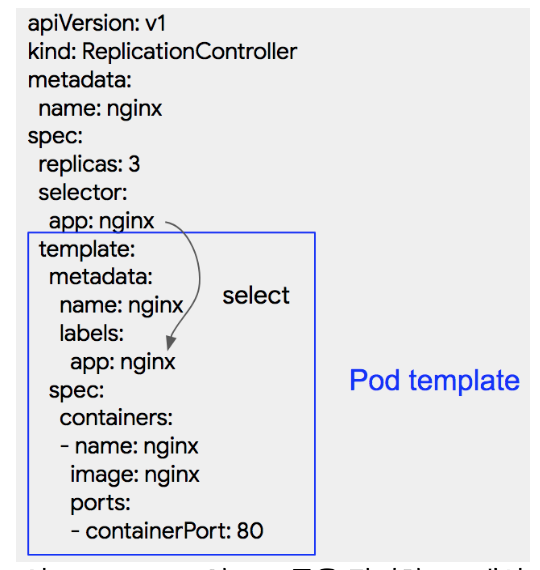 apiVersion: v1
kind: ReplicationController
metadata:
  name: nginx
spec:
  replicas: 3
  selector:
    app: nginx
  template:
    metadata:
      name: nginx
      labels:
        app: nginx
    spec:
      containers:
      - name: nginx
        image: nginx
        ports:
        - containerPort: 80
select
Pod template